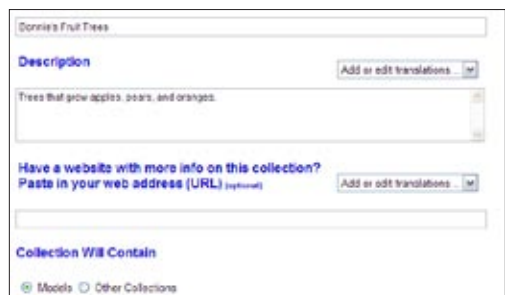 Donnie's Fruit Trees
Description
Add or edit translations...
Trees that grow apples, pears, and oranges.
Have a website with more info on this collection?
Paste in your web address (URL) (optional)
Add or edit translations...
Collection Will Contain
Models Other Collections